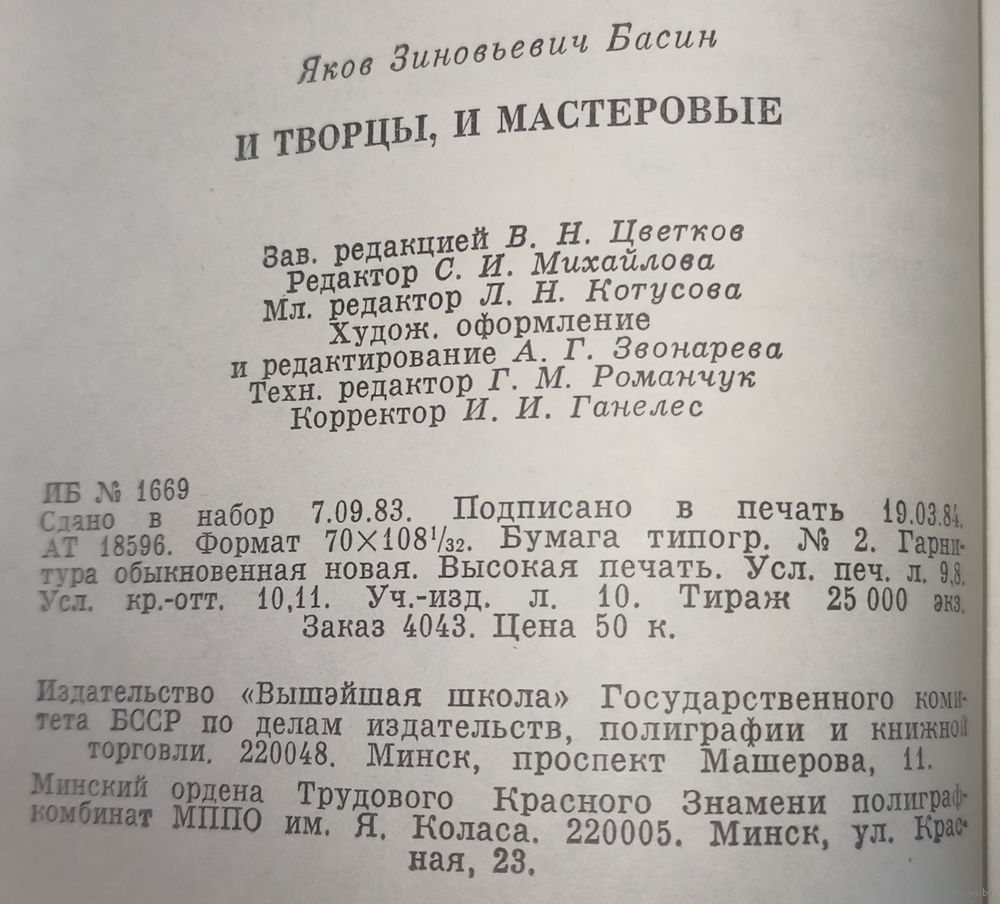 Яков Зиновьевич Басин
И ТВОРЦЫ, И МАСТЕРОВЫЕ
Зав. редакцией В. Н. Цветков
Редактор С. И. Михайлова
Мл. редактор Л. Н. Котусова
Худож. оформление
и редактирование А. Г. Звонарева
Техн. редактор Г. М. Романчук
Корректор И. И. Ганелес
ИБ № 1669
Сдано в набор 7.09.83. Подписано в печать 19.03.84.
АТ 18596. Формат 70×108¹/₃₂. Бумага типогр. № 2. Гарни-
тура обыкновенная новая. Высокая печать. Усл. печ. л. 9,8.
Усл. кр.-отт. 10,11. Уч.-изд. л. 10. Тираж 25 000 экз.
Заказ 4043. Цена 50 к.
Издательство «Вышэйшая школа» Государственного коми-
тета БССР по делам издательств, полиграфии и книжной
торговли. 220048. Минск, проспект Машерова, 11.
Минский ордена Трудового Красного Знамени полиграф-
комбинат МППО им. Я. Коласа. 220005. Минск, ул. Крас-
ная, 23.